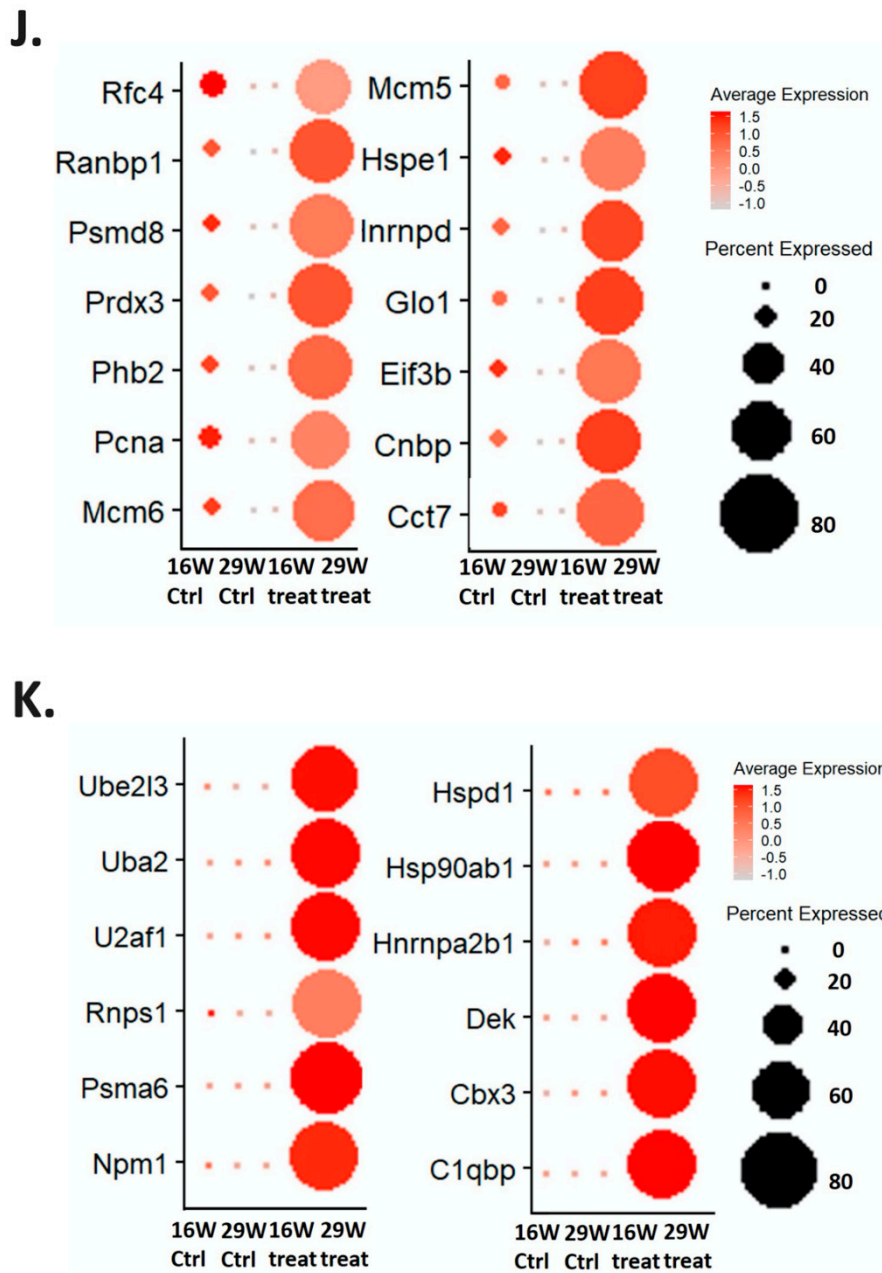 J.
Rfc4
Ranbp1
Psmd8
Prdx3
Phb2
Pcna
Mcm6
16W 29W 16W 29W
Ctrl Ctrl treat treat
Mcm5
Hspe1
Inrnpd
Glo1
Eif3b
Cnbp
Cct7
16W 29W 16W 29W
Ctrl Ctrl treat treat
Average Expression
1.5
1.0
0.5
0.0
-0.5
-1.0
Percent Expressed
0
20
40
60
80
K.
Ube2l3
Uba2
U2af1
Rnps1
Psma6
Npm1
16W 29W 16W 29W
Ctrl Ctrl treat treat
Hspd1
Hsp90ab1
Hnrnpa2b1
Dek
Cbx3
C1qbp
16W 29W 16W 29W
Ctrl Ctrl treat treat
Average Expression
1.5
1.0
0.5
0.0
-0.5
-1.0
Percent Expressed
0
20
40
60
80